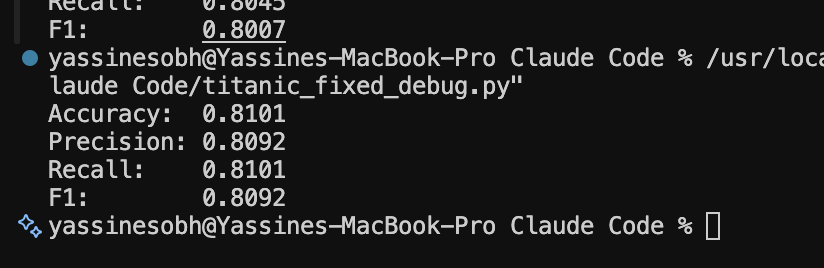 Recall:    0.8045
F1:        0.8007
yassinesobh@Yassines-MacBook-Pro Claude Code % /usr/loca
laude Code/titanic_fixed_debug.py"
Accuracy:  0.8101
Precision: 0.8092
Recall:    0.8101
F1:        0.8092
yassinesobh@Yassines-MacBook-Pro Claude Code %